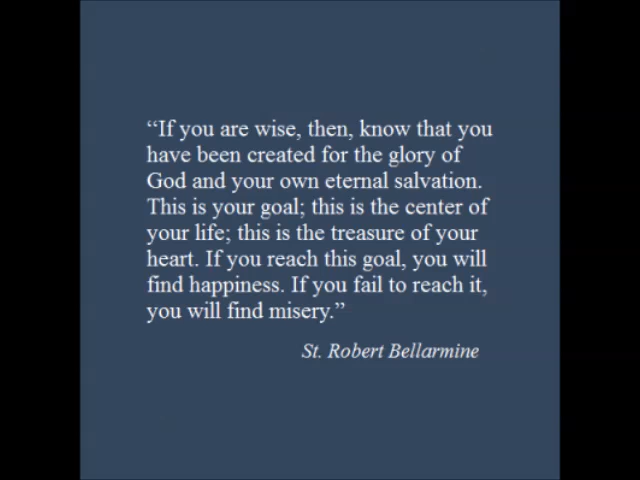 “If you are wise, then, know that you
have been created for the glory of
God and your own eternal salvation.
This is your goal; this is the center of
your life; this is the treasure of your
heart. If you reach this goal, you will
find happiness. If you fail to reach it,
you will find misery.”
St. Robert Bellarmine